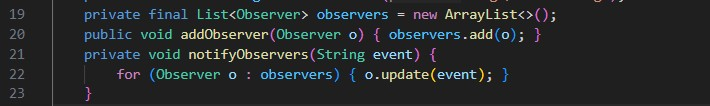 19 private final List<Observer> observers = new ArrayList<>();
20 public void addObserver(Observer o) { observers.add(o); }
21 private void notifyObservers(String event) {
22 for (Observer o : observers) { o.update(event); }
23 }